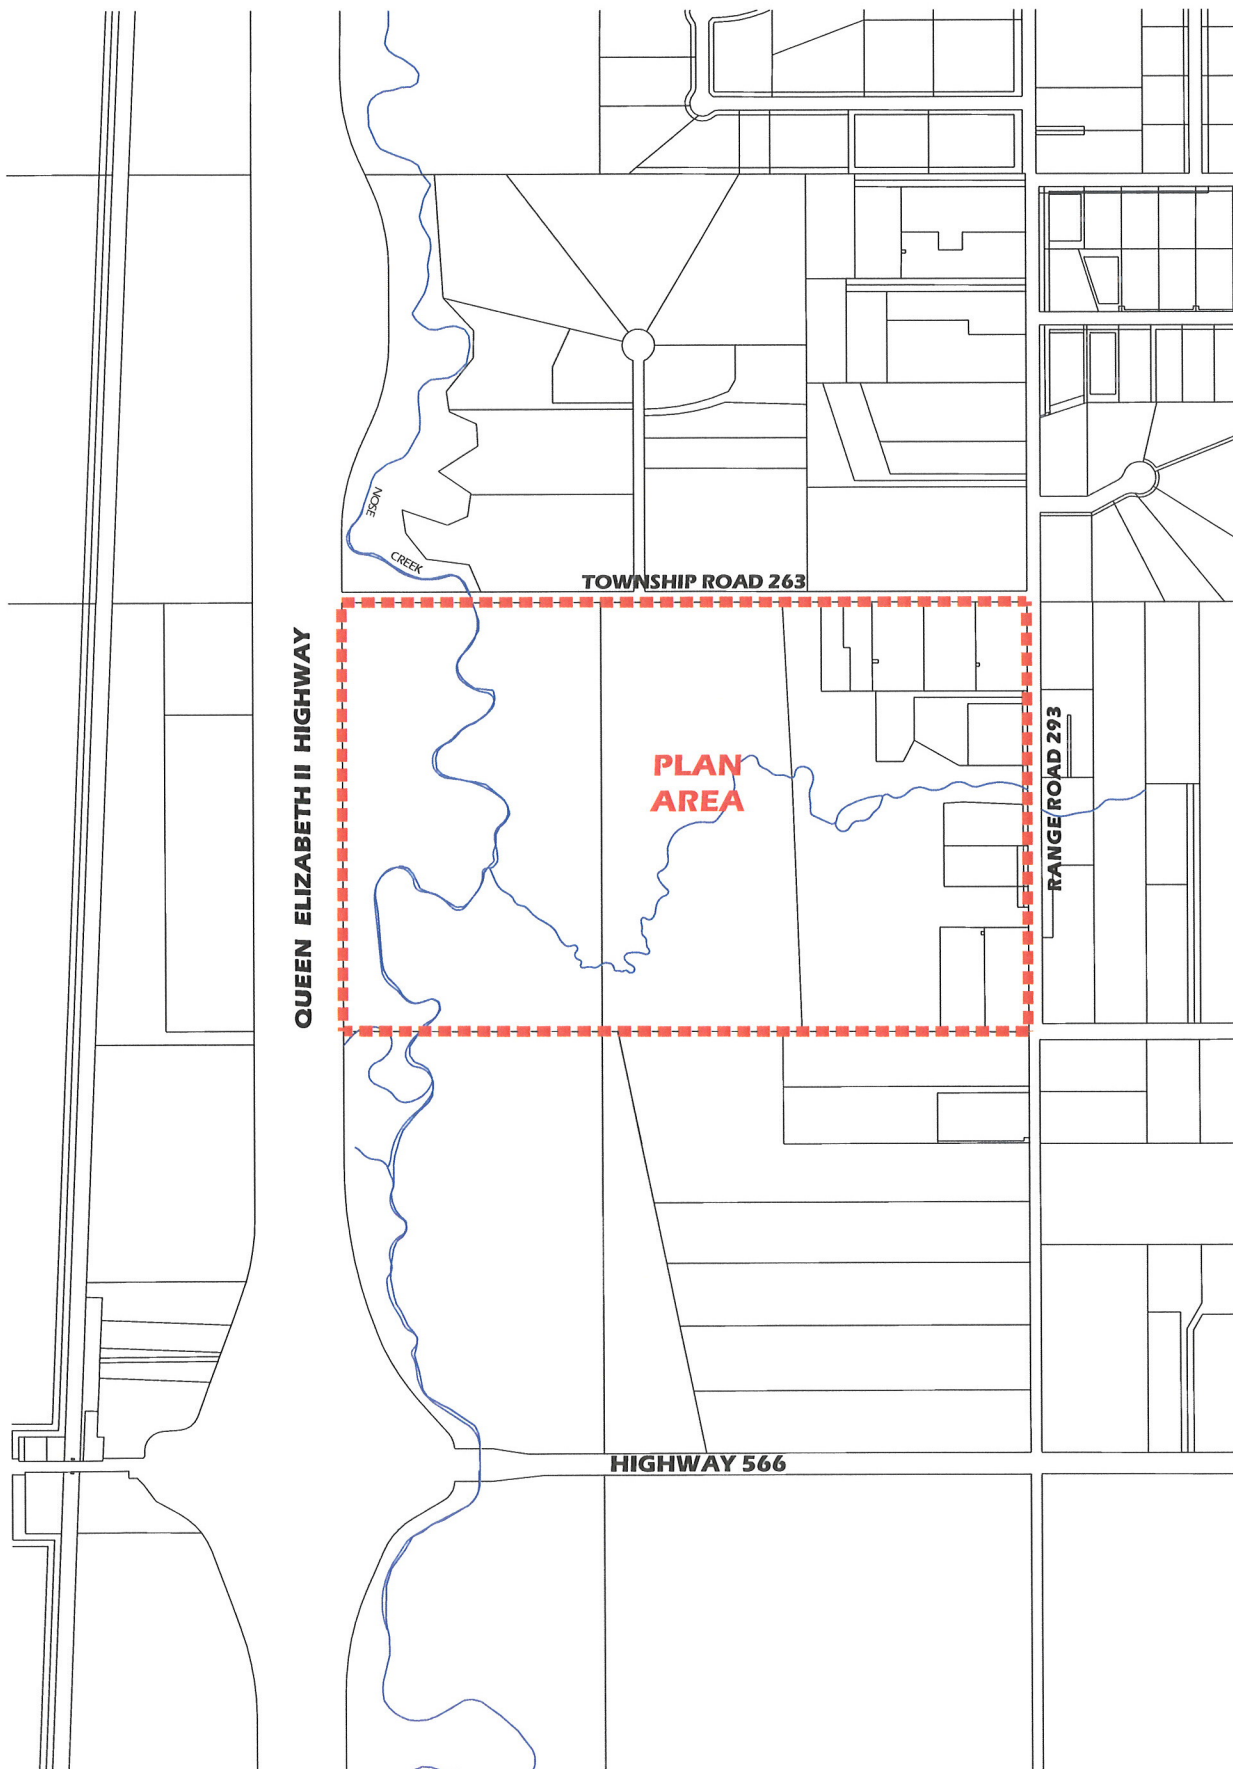 NOSE
CREEK
TOWNSHIP ROAD 263
QUEEN ELIZABETH II HIGHWAY
PLAN
AREA
RANGE ROAD 293
HIGHWAY 566